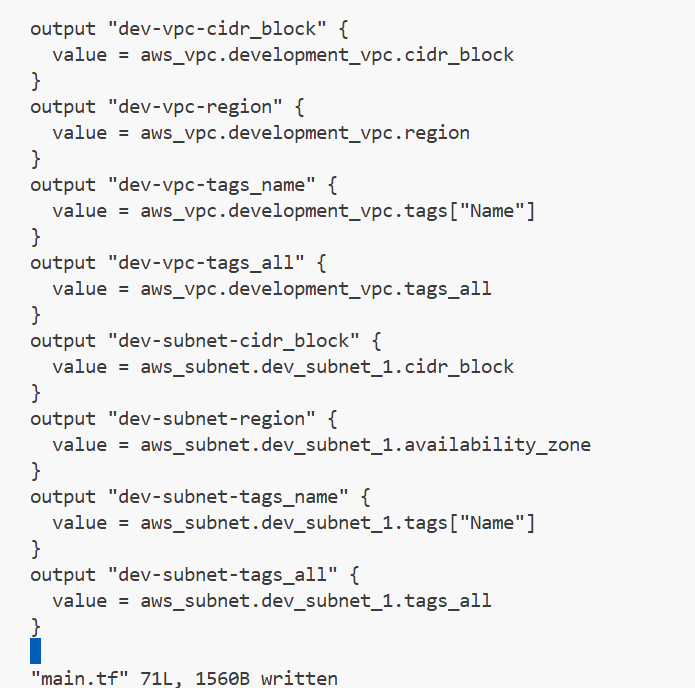 output "dev-vpc-cidr_block" {
  value = aws_vpc.development_vpc.cidr_block
}
output "dev-vpc-region" {
  value = aws_vpc.development_vpc.region
}
output "dev-vpc-tags_name" {
  value = aws_vpc.development_vpc.tags["Name"]
}
output "dev-vpc-tags_all" {
  value = aws_vpc.development_vpc.tags_all
}
output "dev-subnet-cidr_block" {
  value = aws_subnet.dev_subnet_1.cidr_block
}
output "dev-subnet-region" {
  value = aws_subnet.dev_subnet_1.availability_zone
}
output "dev-subnet-tags_name" {
  value = aws_subnet.dev_subnet_1.tags["Name"]
}
output "dev-subnet-tags_all" {
  value = aws_subnet.dev_subnet_1.tags_all
}
"main.tf" 71L, 1560B written